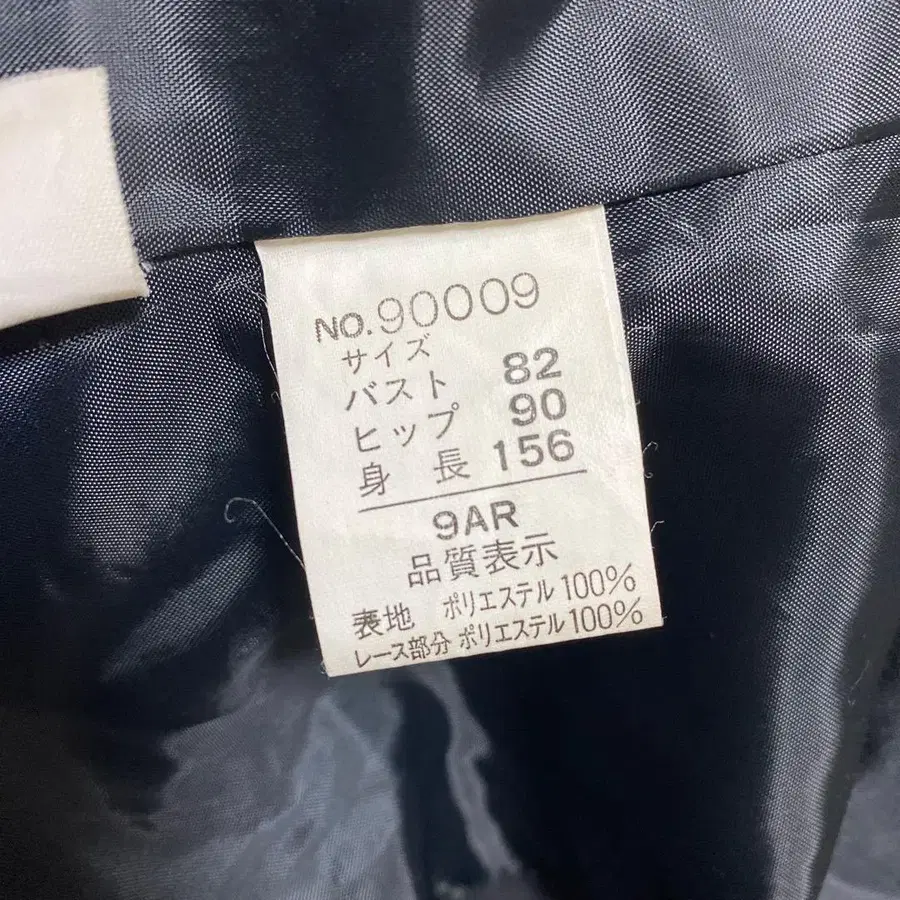 NO.90009
サイズ
バスト 82
ヒップ 90
身 長 156
9AR
品質表示
表地 ポリエステル100%
レース部分 ポリエステル100%